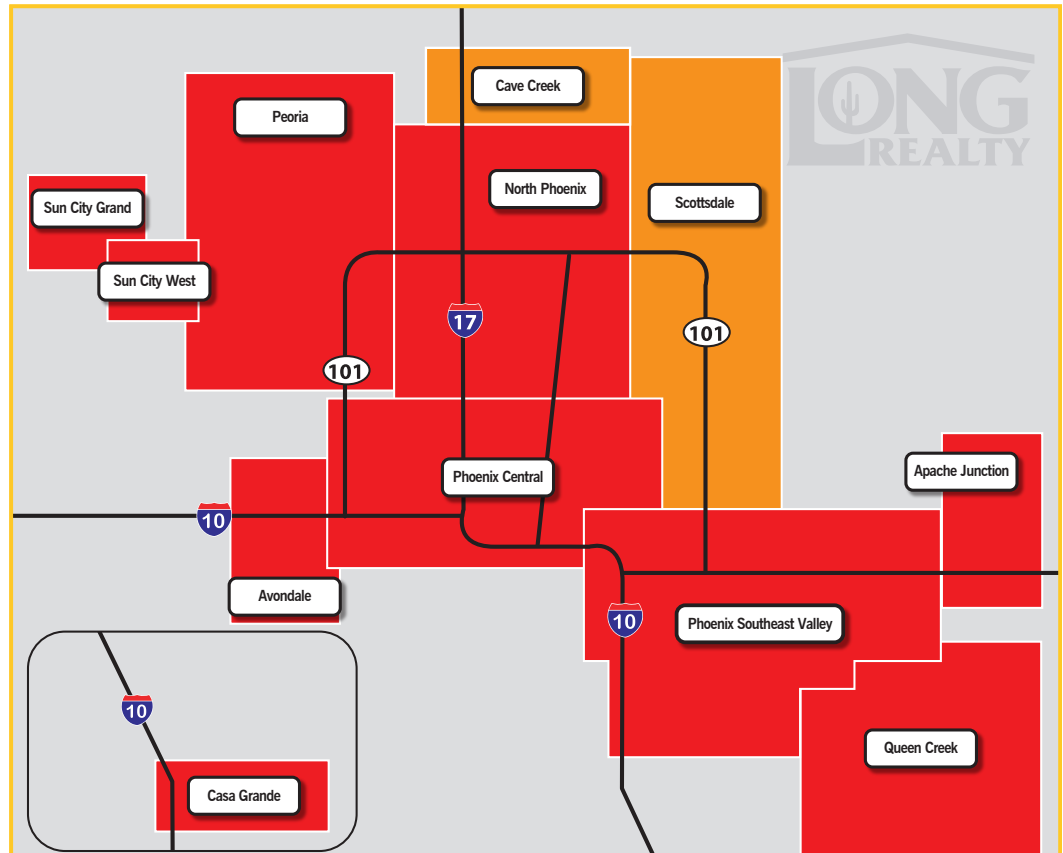 Cave Creek
LONG
REALTY
Peoria
North Phoenix
Scottsdale
Sun City Grand
Sun City West
17
101
101
Phoenix Central
Apache Junction
10
Avondale
10
Phoenix Southeast Valley
10
Queen Creek
Casa Grande